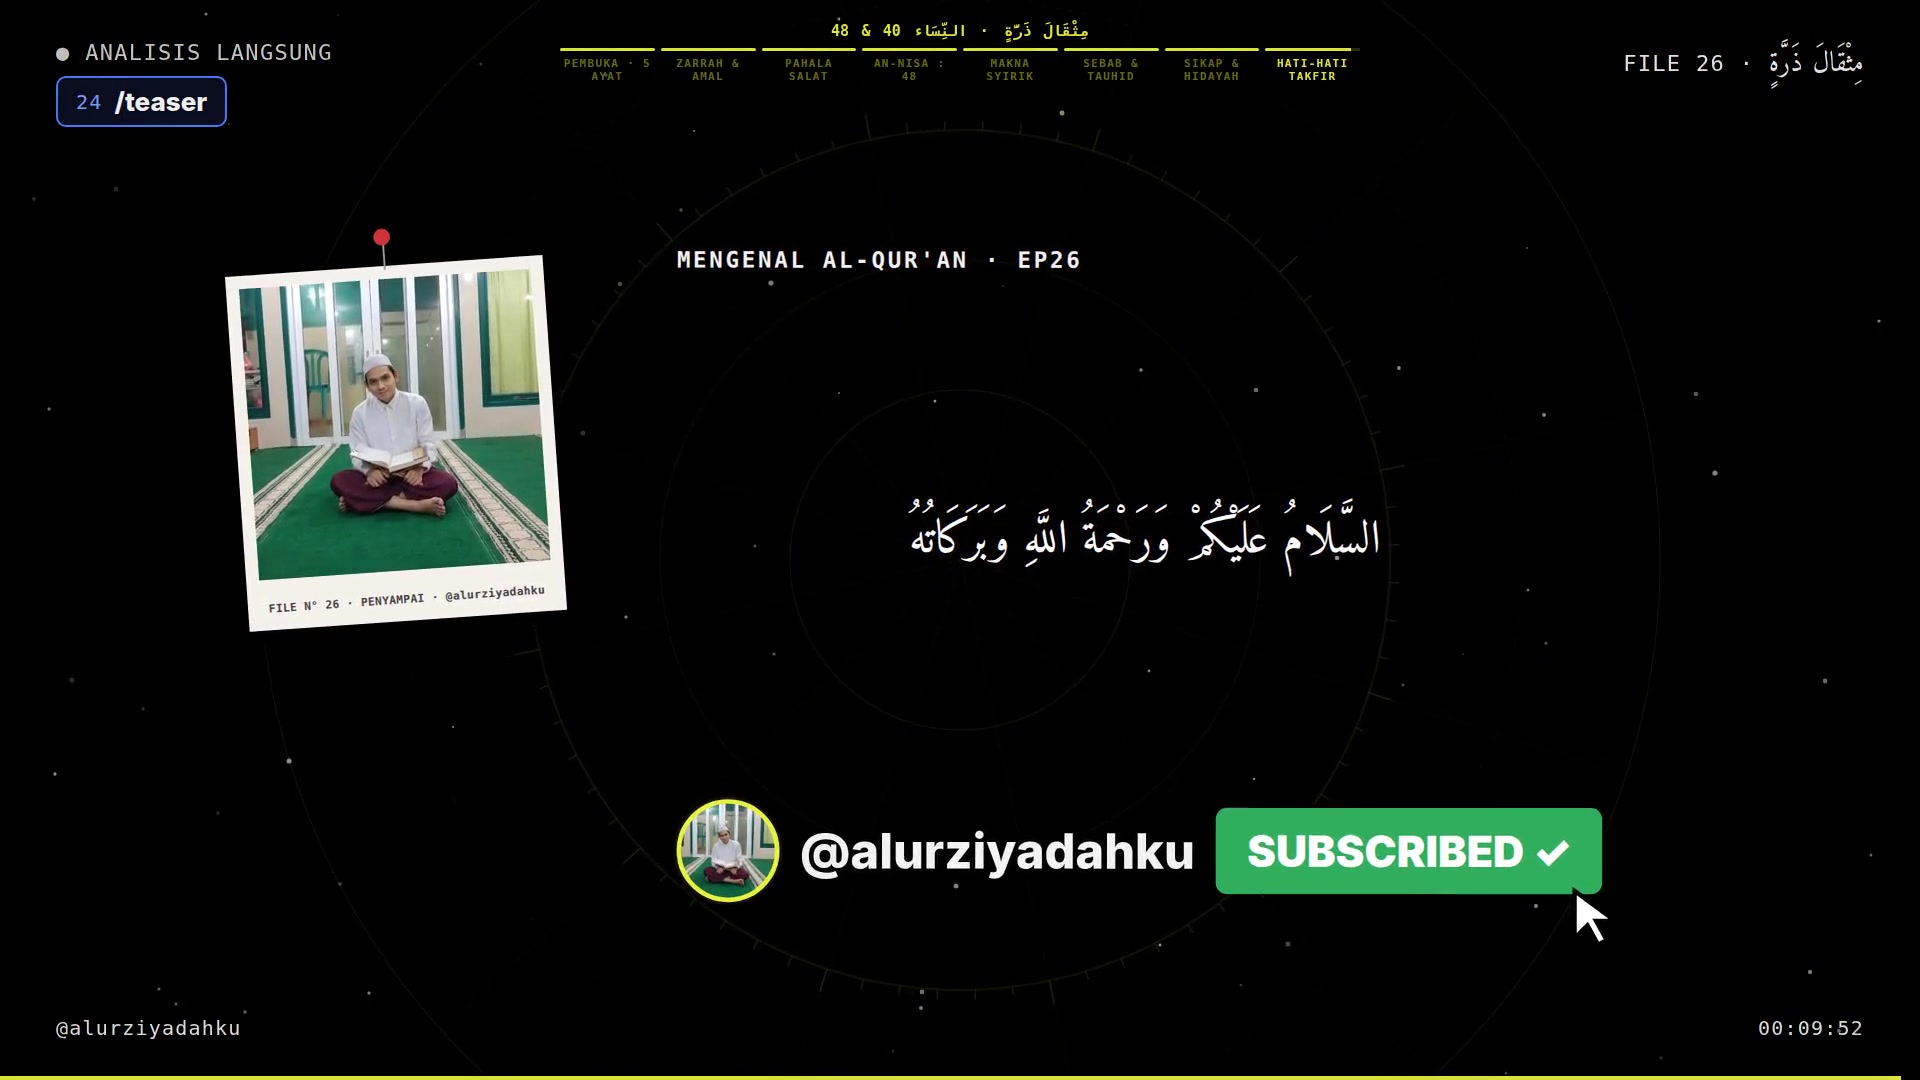 ● ANALISIS LANGSUNG
24 /teaser
مِثْقَالَ ذَرَّةٍ · النِّسَاء 40 & 48
PEMBUKA · 5 AYAT
ZARRAH & AMAL
PAHALA SALAT
AN-NISA : 48
MAKNA SYIRIK
SEBAB & TAUHID
SIKAP & HIDAYAH
HATI-HATI TAKFIR
FILE 26 · مِثْقَالَ ذَرَّةٍ
MENGENAL AL-QUR'AN · EP26
FILE N° 26 · PENYAMPAI · @alurziyadahku
السَّلَامُ عَلَيْكُمْ وَرَحْمَةُ اللَّهِ وَبَرَكَاتُهُ
@alurziyadahku
SUBSCRIBED ✓
@alurziyadahku
00:09:52